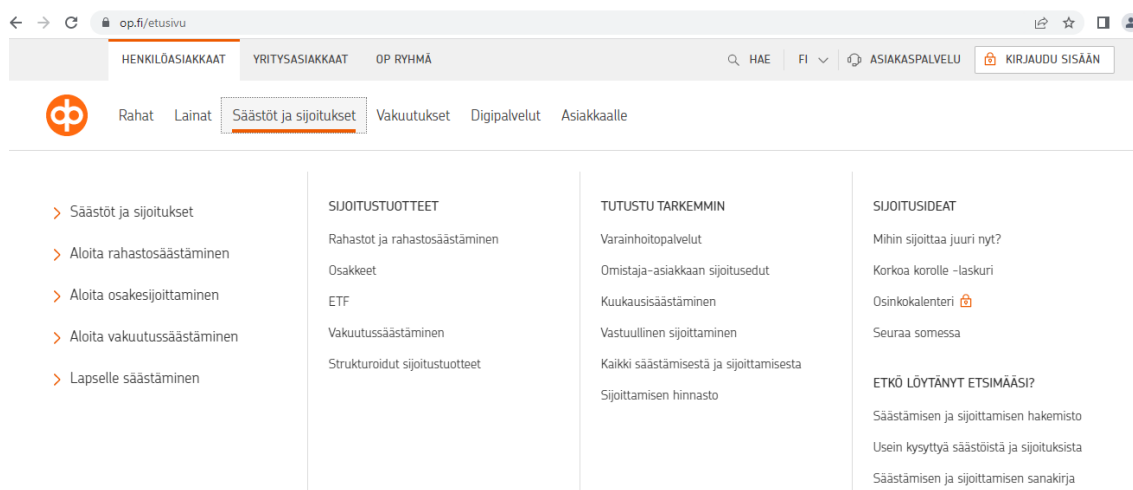 op.fi/etusivu
HENKILÖASIAKKAAT YRITYSASIAKKAAT OP RYHMÄ HAE FI ASIAKASPALVELU KIRJAUDU SISÄÄN
Rahat Lainat Säästöt ja sijoitukset Vakuutukset Digipalvelut Asiakkaalle
Säästöt ja sijoitukset
Aloita rahastosäästäminen
Aloita osakesijoittaminen
Aloita vakuutussäästäminen
Lapselle säästäminen
SIJOITUSTUOTTEET
Rahastot ja rahastosäästäminen
Osakkeet
ETF
Vakuutussäästäminen
Strukturoidut sijoitustuotteet
TUTUSTU TARKEMMIN
Varainhoitopalvelut
Omistaja-asiakkaan sijoitusedut
Kuukausisäästäminen
Vastuullinen sijoittaminen
Kaikki säästämisestä ja sijoittamisesta
Sijoittamisen hinnasto
SIJOITUSIDEAT
Mihin sijoittaa juuri nyt?
Korkoa korolle -laskuri
Osinkokalenteri
Seuraa somessa
ETKÖ LÖYTÄNYT ETSIMÄÄSI?
Säästämisen ja sijoittamisen hakemisto
Usein kysyttyä säästöistä ja sijoituksista
Säästämisen ja sijoittamisen sanakirja